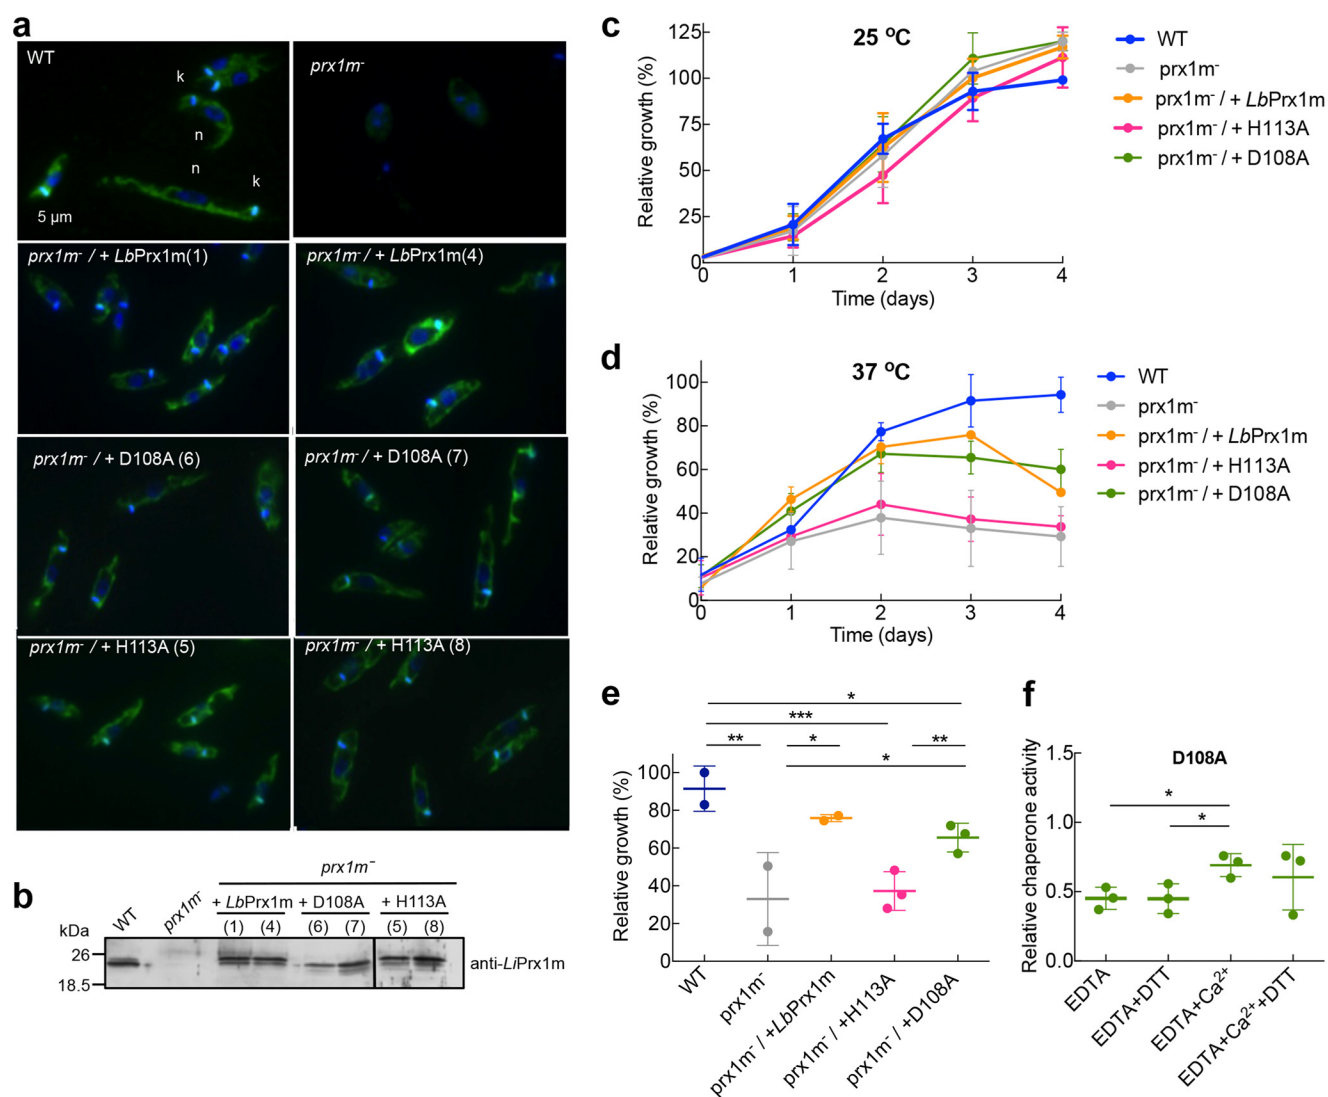 a
WT
k
n
n
k
5 µm
prx1m⁻
prx1m⁻ / + LbPrx1m(1)
prx1m⁻ / + LbPrx1m(4)
prx1m⁻ / + D108A (6)
prx1m⁻ / + D108A (7)
prx1m⁻ / + H113A (5)
prx1m⁻ / + H113A (8)
b
prx1m⁻
WT
prx1m⁻
+ LbPrx1m
+ D108A
+ H113A
kDa
(1) (4) (6) (7) (5) (8)
26
18.5
anti-LiPrx1m
c
25 ºC
Relative growth (%)
125
100
75
50
25
0
0 1 2 3 4
Time (days)
WT
prx1m⁻
prx1m⁻ / + LbPrx1m
prx1m⁻ / + H113A
prx1m⁻ / + D108A
d
37 ºC
Relative growth (%)
100
80
60
40
20
0
0 1 2 3 4
Time (days)
WT
prx1m⁻
prx1m⁻ / + LbPrx1m
prx1m⁻ / + H113A
prx1m⁻ / + D108A
e
*
***
** * **
*
Relative growth (%)
100
80
60
40
20
0
WT
prx1m⁻
prx1m⁻ / +LbPrx1m
prx1m⁻ / +H113A
prx1m⁻ / +D108A
f
D108A
*
*
Relative chaperone activity
1.5
1.0
0.5
0.0
EDTA
EDTA+DTT
EDTA+Ca²⁺
EDTA+Ca²⁺+DTT